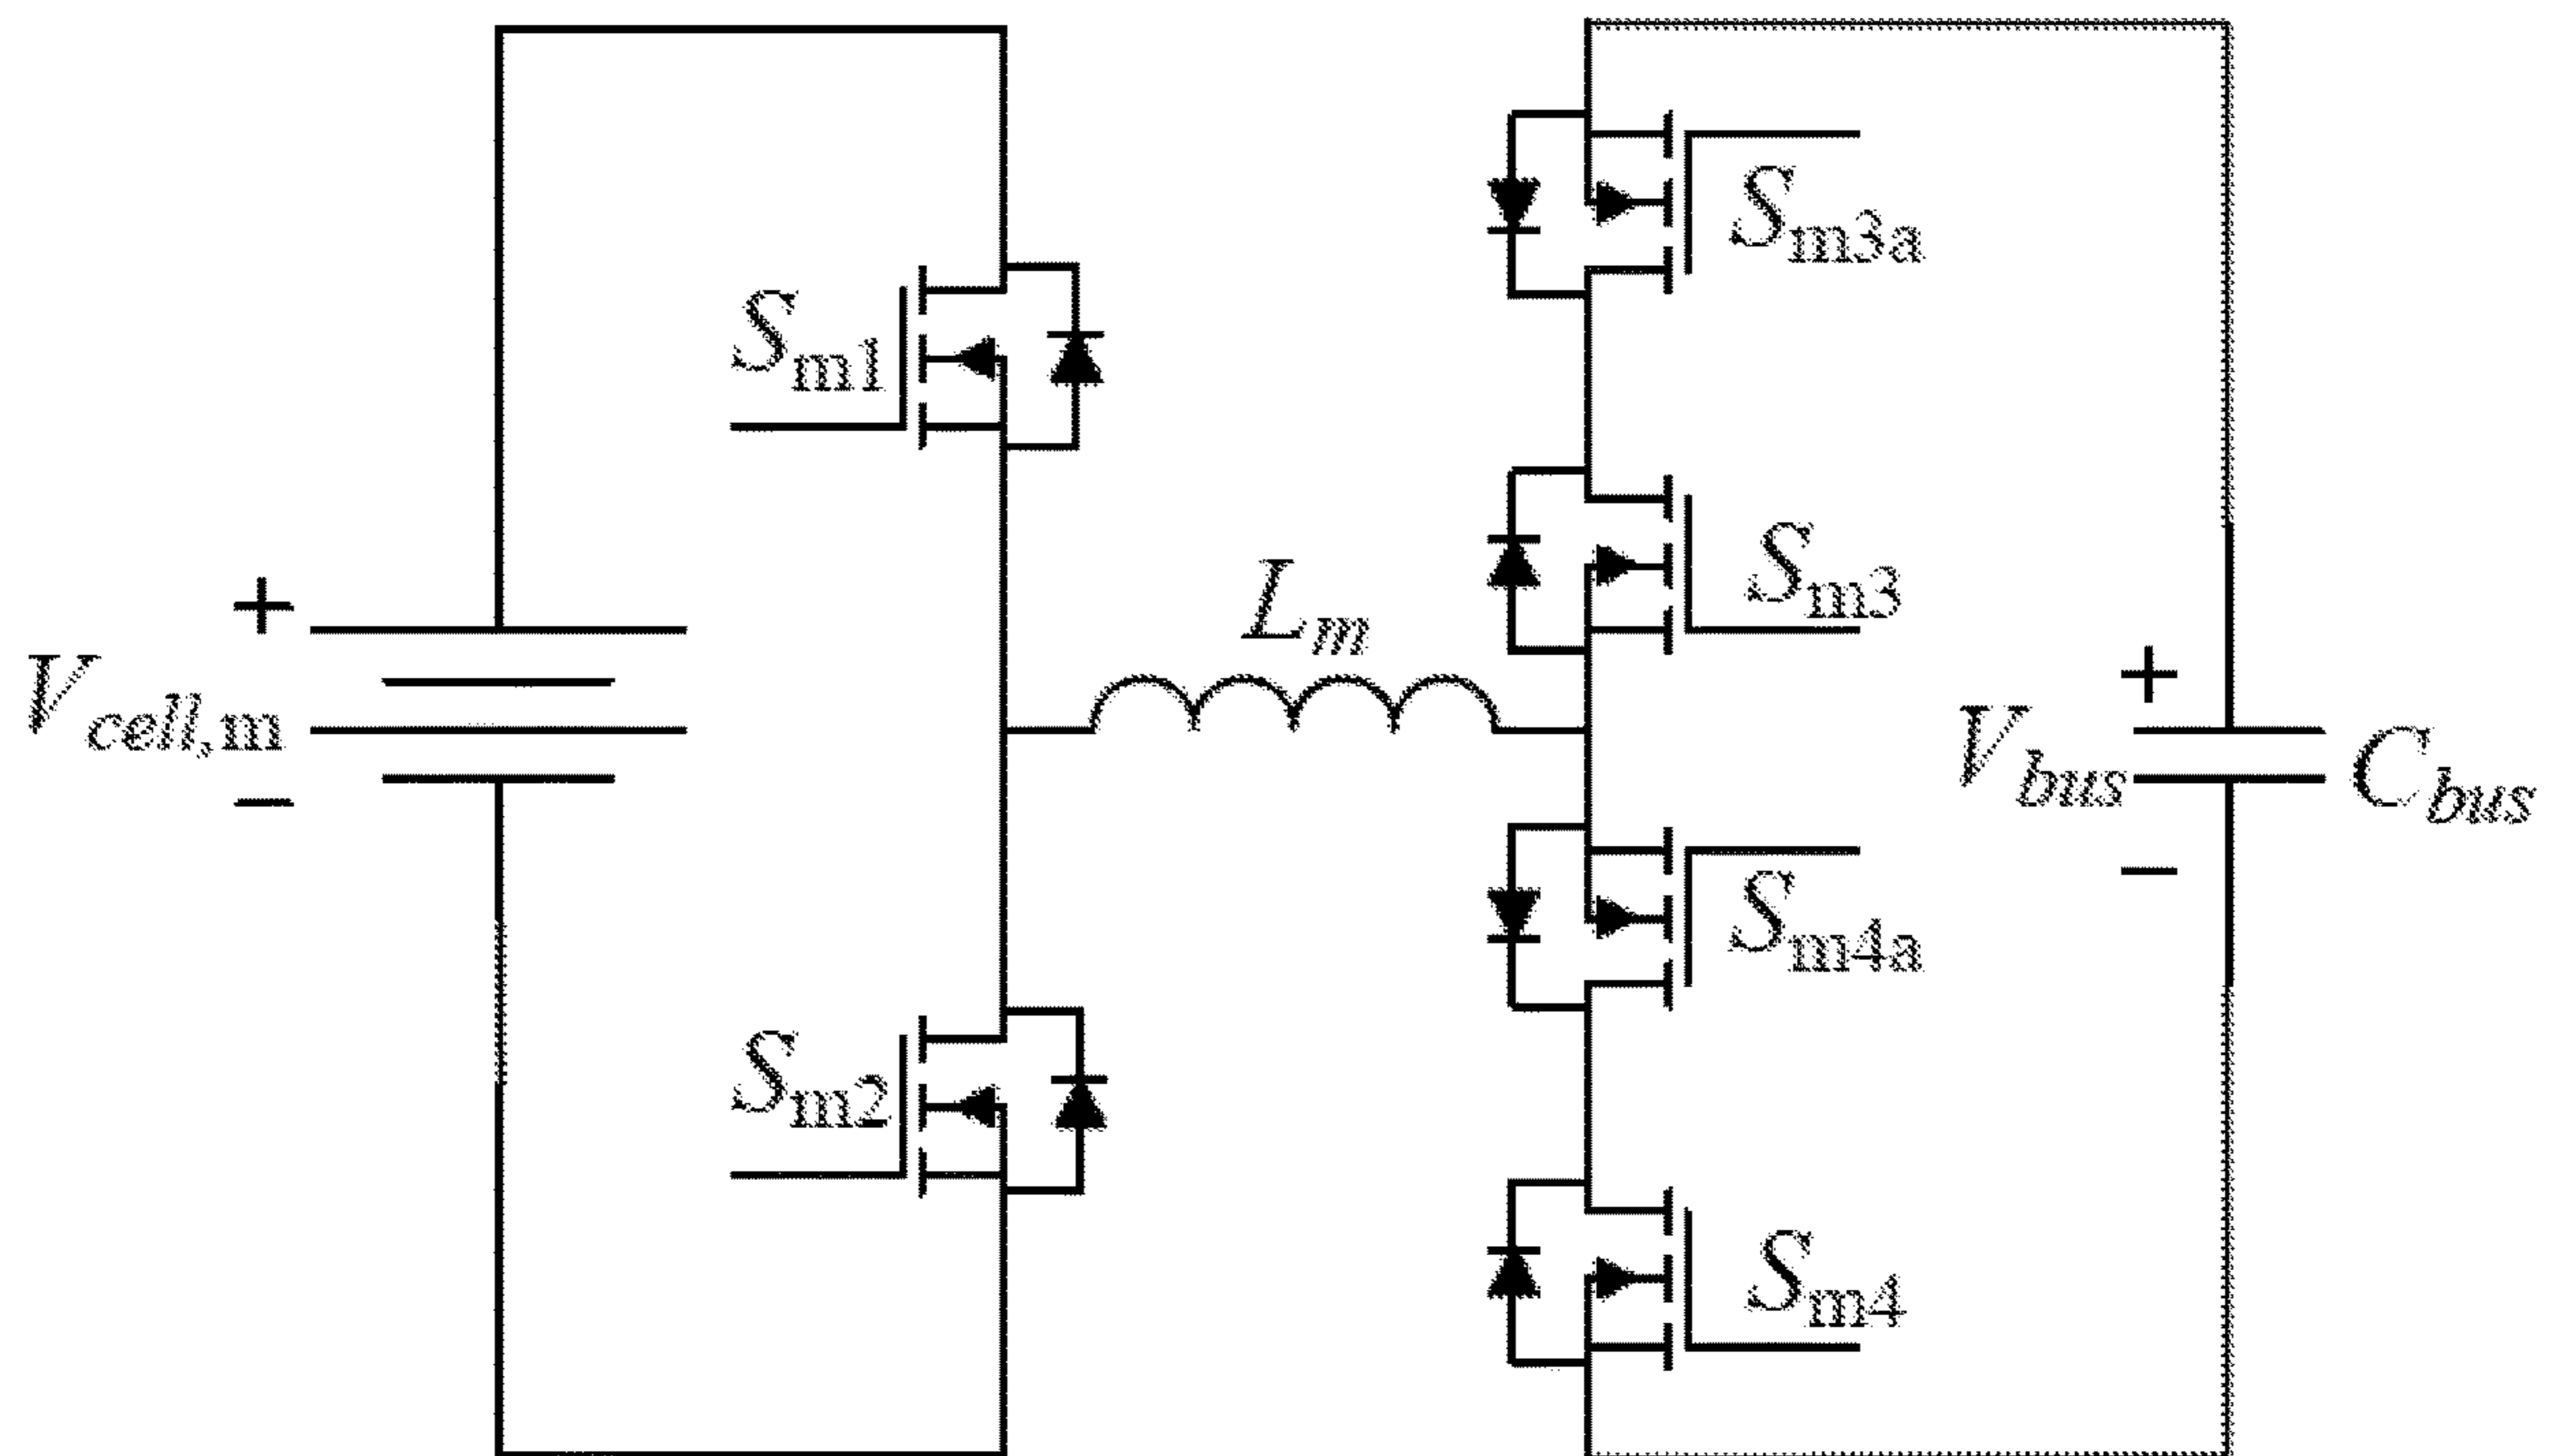 S_m3a
S_m1
S_m3
L_m
+
V_cell,m
−
+
V_bus
−
C_bus
S_m4a
S_m2
S_m4